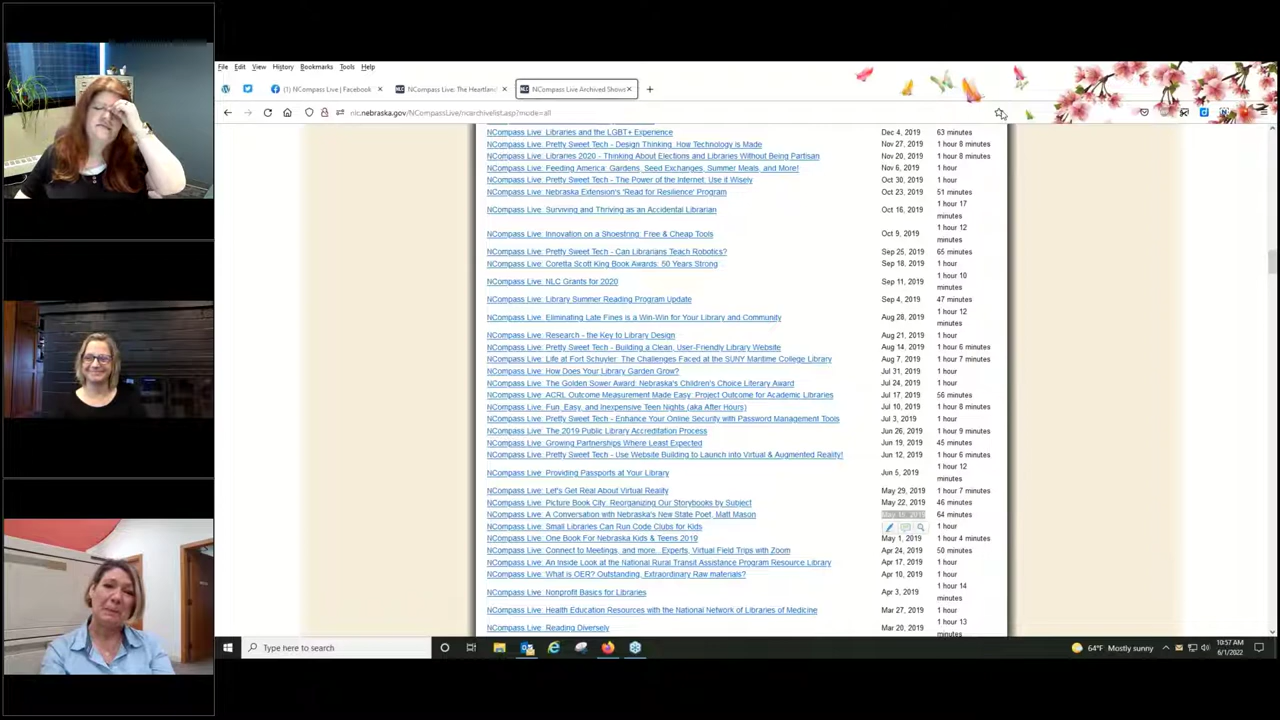 File Edit View History Bookmarks Tools Help
(1) NCompass Live | Facebook × NCompass Live: The Heartland × NCompass Live Archived Shows × +
nlc.nebraska.gov/NCompassLive/ncarchivelist.asp?mode=all
NCompass Live: Libraries and the LGBT+ Experience Dec 4, 2019 63 minutes
NCompass Live: Pretty Sweet Tech - Design Thinking: How Technology is Made Nov 27, 2019 1 hour 8 minutes
NCompass Live: Libraries 2020 - Thinking About Elections and Libraries Without Being Partisan Nov 20, 2019 1 hour 8 minutes
NCompass Live: Feeding America: Gardens, Seed Exchanges, Summer Meals, and More! Nov 6, 2019 1 hour
NCompass Live: Pretty Sweet Tech - The Power of the Internet: Use it Wisely Oct 30, 2019 1 hour
NCompass Live: Nebraska Extension's 'Read for Resilience' Program Oct 23, 2019 51 minutes
NCompass Live: Surviving and Thriving as an Accidental Librarian Oct 16, 2019 1 hour 17
minutes
NCompass Live: Innovation on a Shoestring: Free & Cheap Tools Oct 9, 2019 1 hour 12
minutes
NCompass Live: Pretty Sweet Tech - Can Librarians Teach Robotics? Sep 25, 2019 65 minutes
NCompass Live: Coretta Scott King Book Awards: 50 Years Strong Sep 18, 2019 1 hour
NCompass Live: NLC Grants for 2020 Sep 11, 2019 1 hour 10
minutes
NCompass Live: Library Summer Reading Program Update Sep 4, 2019 47 minutes
NCompass Live: Eliminating Late Fines is a Win-Win for Your Library and Community Aug 28, 2019 1 hour 12
minutes
NCompass Live: Research - the Key to Library Design Aug 21, 2019 1 hour
NCompass Live: Pretty Sweet Tech - Building a Clean, User-Friendly Library Website Aug 14, 2019 1 hour 6 minutes
NCompass Live: Life at Fort Schuyler: The Challenges Faced at the SUNY Maritime College Library Aug 7, 2019 1 hour 7 minutes
NCompass Live: How Does Your Library Garden Grow? Jul 31, 2019 1 hour
NCompass Live: The Golden Sower Award: Nebraska's Children's Choice Literary Award Jul 24, 2019 1 hour
NCompass Live: ACRL Outcome Measurement Made Easy: Project Outcome for Academic Libraries Jul 17, 2019 56 minutes
NCompass Live: Fun, Easy, and Inexpensive Teen Nights (aka After Hours) Jul 10, 2019 1 hour 8 minutes
NCompass Live: Pretty Sweet Tech - Enhance Your Online Security with Password Management Tools Jul 3, 2019 1 hour
NCompass Live: The 2019 Public Library Accreditation Process Jun 26, 2019 1 hour 9 minutes
NCompass Live: Growing Partnerships Where Least Expected Jun 19, 2019 45 minutes
NCompass Live: Pretty Sweet Tech - Use Website Building to Launch into Virtual & Augmented Reality! Jun 12, 2019 1 hour 6 minutes
NCompass Live: Providing Passports at Your Library Jun 5, 2019 1 hour 12
minutes
NCompass Live: Let's Get Real About Virtual Reality May 29, 2019 1 hour 7 minutes
NCompass Live: Picture Book City: Reorganizing Our Storybooks by Subject May 22, 2019 46 minutes
NCompass Live: A Conversation with Nebraska's New State Poet, Matt Mason 64 minutes
NCompass Live: Small Libraries Can Run Code Clubs for Kids 1 hour
NCompass Live: One Book For Nebraska Kids & Teens 2019 May 1, 2019 1 hour 4 minutes
NCompass Live: Connect to Meetings, and more...Experts, Virtual Field Trips with Zoom Apr 24, 2019 50 minutes
NCompass Live: An Inside Look at the National Rural Transit Assistance Program Resource Library Apr 17, 2019 1 hour
NCompass Live: What is OER? Outstanding, Extraordinary Raw materials? Apr 10, 2019 1 hour
NCompass Live: Nonprofit Basics for Libraries Apr 3, 2019 1 hour 14
minutes
NCompass Live: Health Education Resources with the National Network of Libraries of Medicine Mar 27, 2019 1 hour
NCompass Live: Reading Diversely Mar 20, 2019 1 hour 13
minutes
Type here to search 64°F Mostly sunny 10:57 AM
6/1/2022